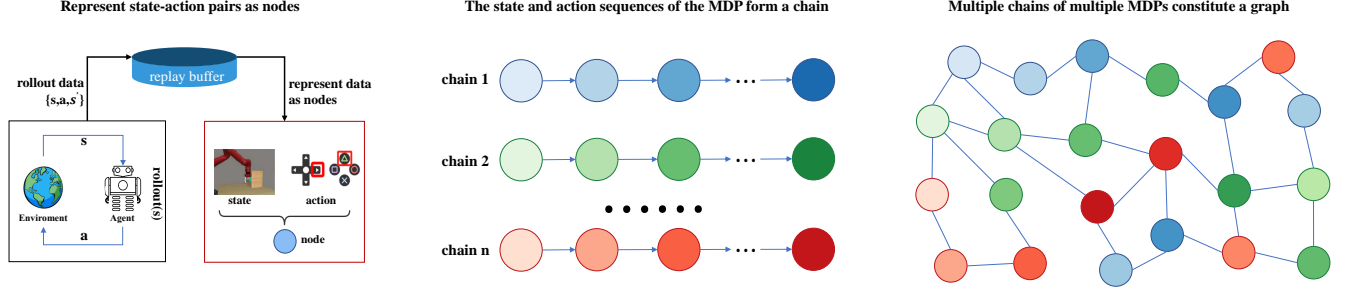 Represent state-action pairs as nodes
rollout data
{s,a,s'}
replay buffer
represent data
as nodes
s
Enviroment
Agent
rollout(s)
a
state
action
node
The state and action sequences of the MDP form a chain
chain 1
...
chain 2
...
......
chain n
...
Multiple chains of multiple MDPs constitute a graph